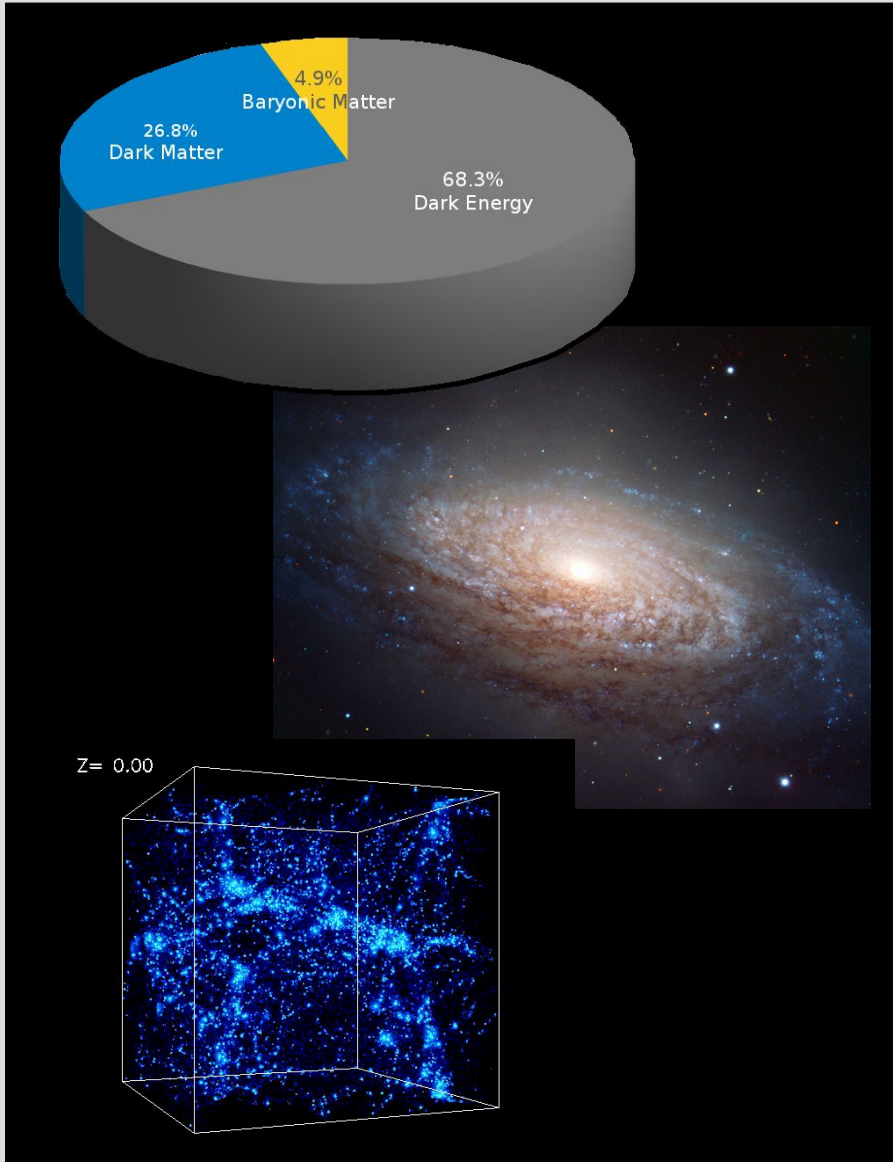 4.9%
Baryonic Matter
26.8%
Dark Matter
68.3%
Dark Energy
Z= 0.00